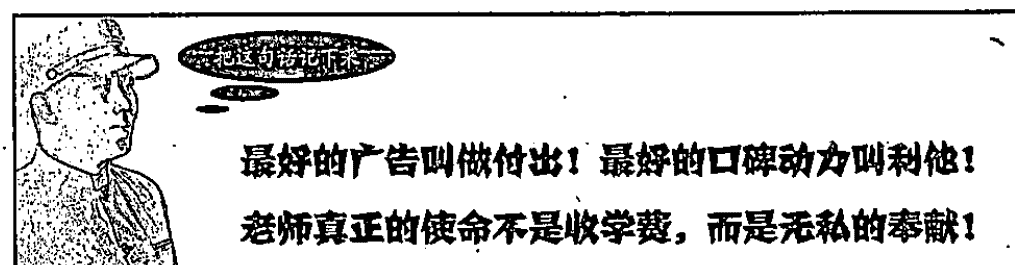 把这句话记下来
最好的广告叫做付出！最好的口碑动力叫利他！
老师真正的使命不是收学费，而是无私的奉献！